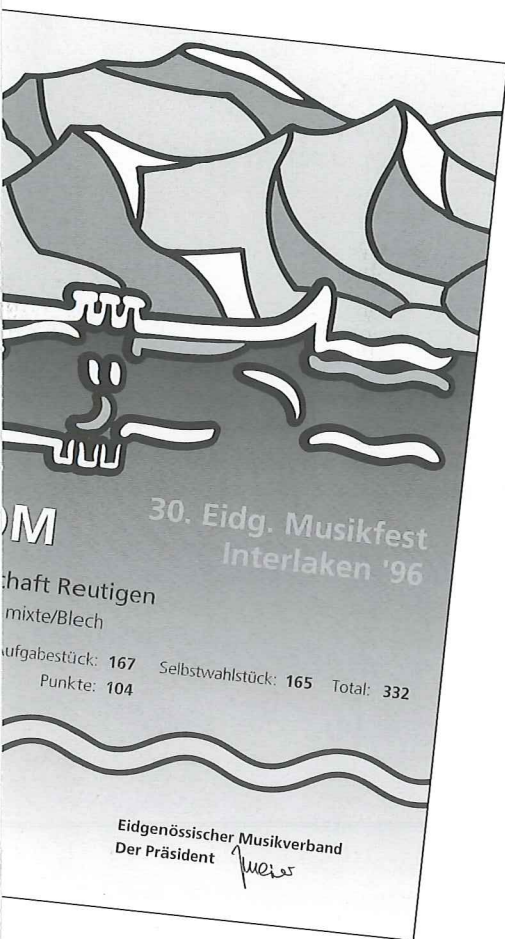 OM
30. Eidg. Musikfest
Interlaken '96
chaft Reutigen
mixte/Blech
Aufgabestück: 167 Selbstwahlstück: 165 Total: 332
Punkte: 104
Eidgenössischer Musikverband
Der Präsident